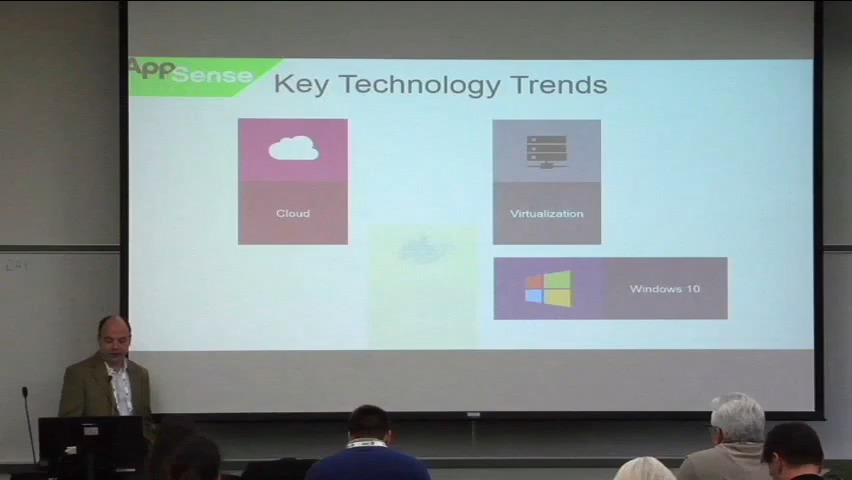 AppSense
Key Technology Trends
Cloud
Virtualization
Windows 10